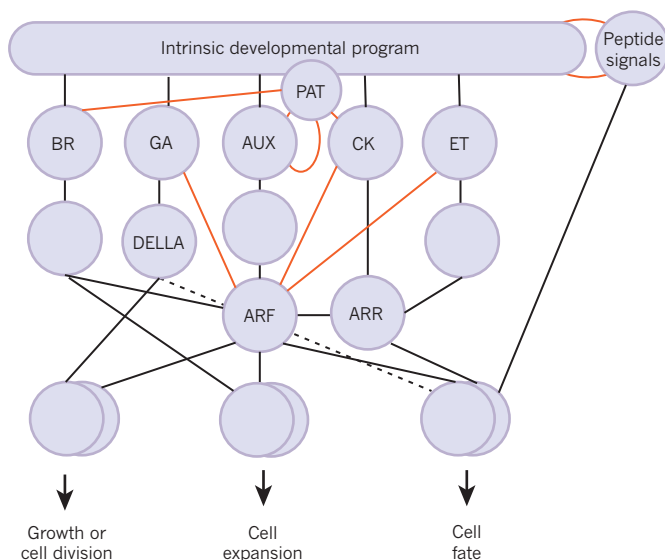 Intrinsic developmental program
Peptide
signals
PAT
BR
GA
AUX
CK
ET
DELLA
ARF
ARR
Growth or
cell division
Cell
expansion
Cell
fate